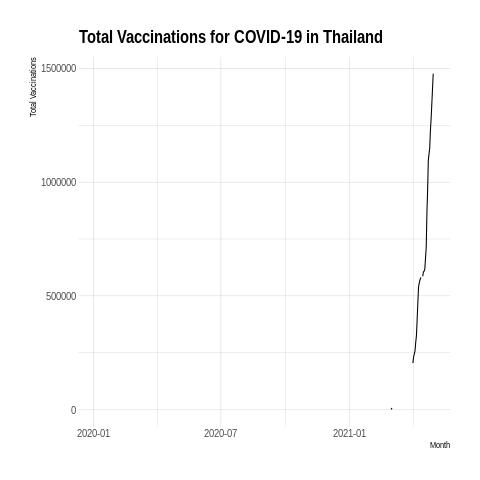 Total Vaccinations for COVID-19 in Thailand
Total Vaccinations
1500000
1000000
500000
0
2020-01 2020-07 2021-01
Month